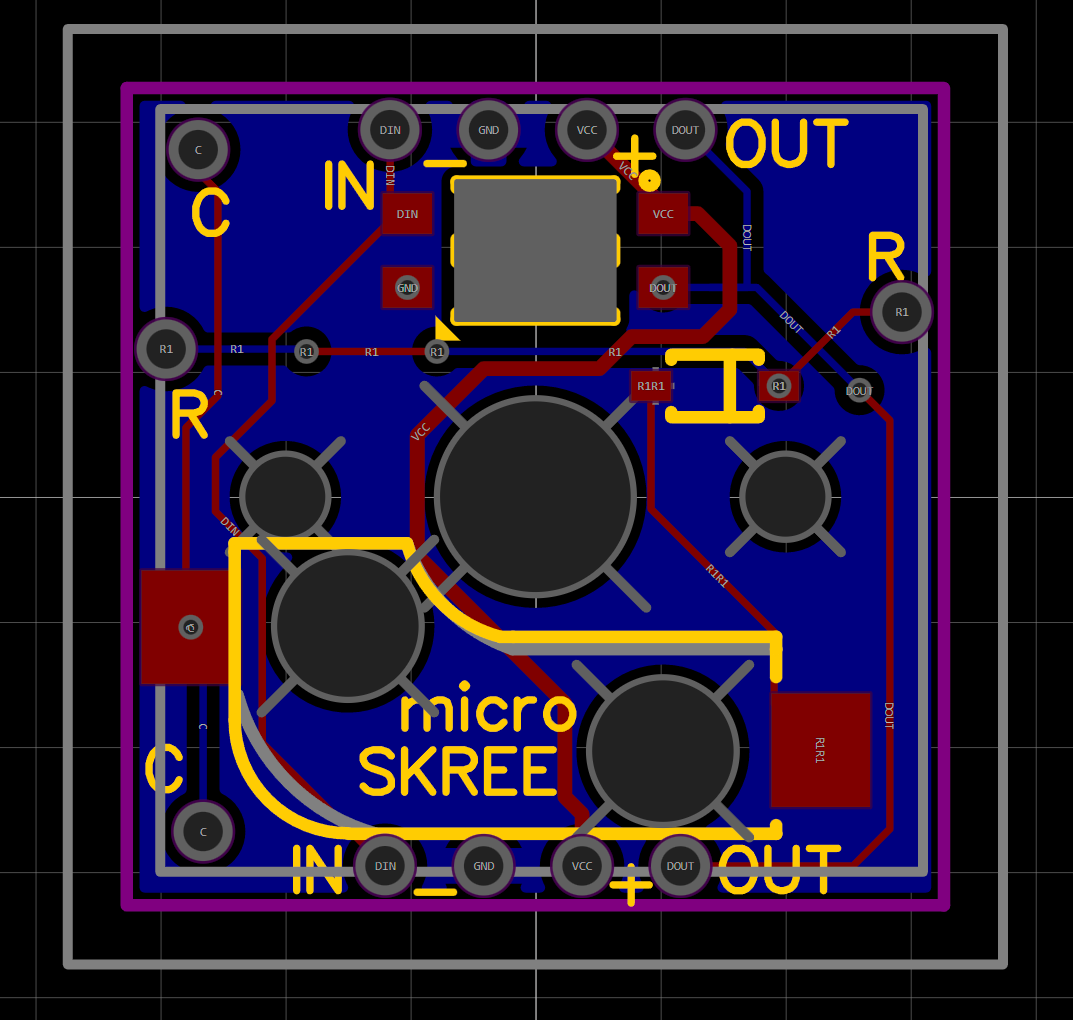 DIN GND VCC DOUT OUT
C
IN − DIN VCC +
C DIN VCC
DOUT
R
GND DOUT
DOUT R1
R1
R1 R1 R1 R1 R1 R1
R1R1 R1 DOUT
C
R
VCC
DIN
R1R1
C
micro
C DOUT
SKREE R1R1
C
C
IN DIN GND VCC DOUT OUT
− +